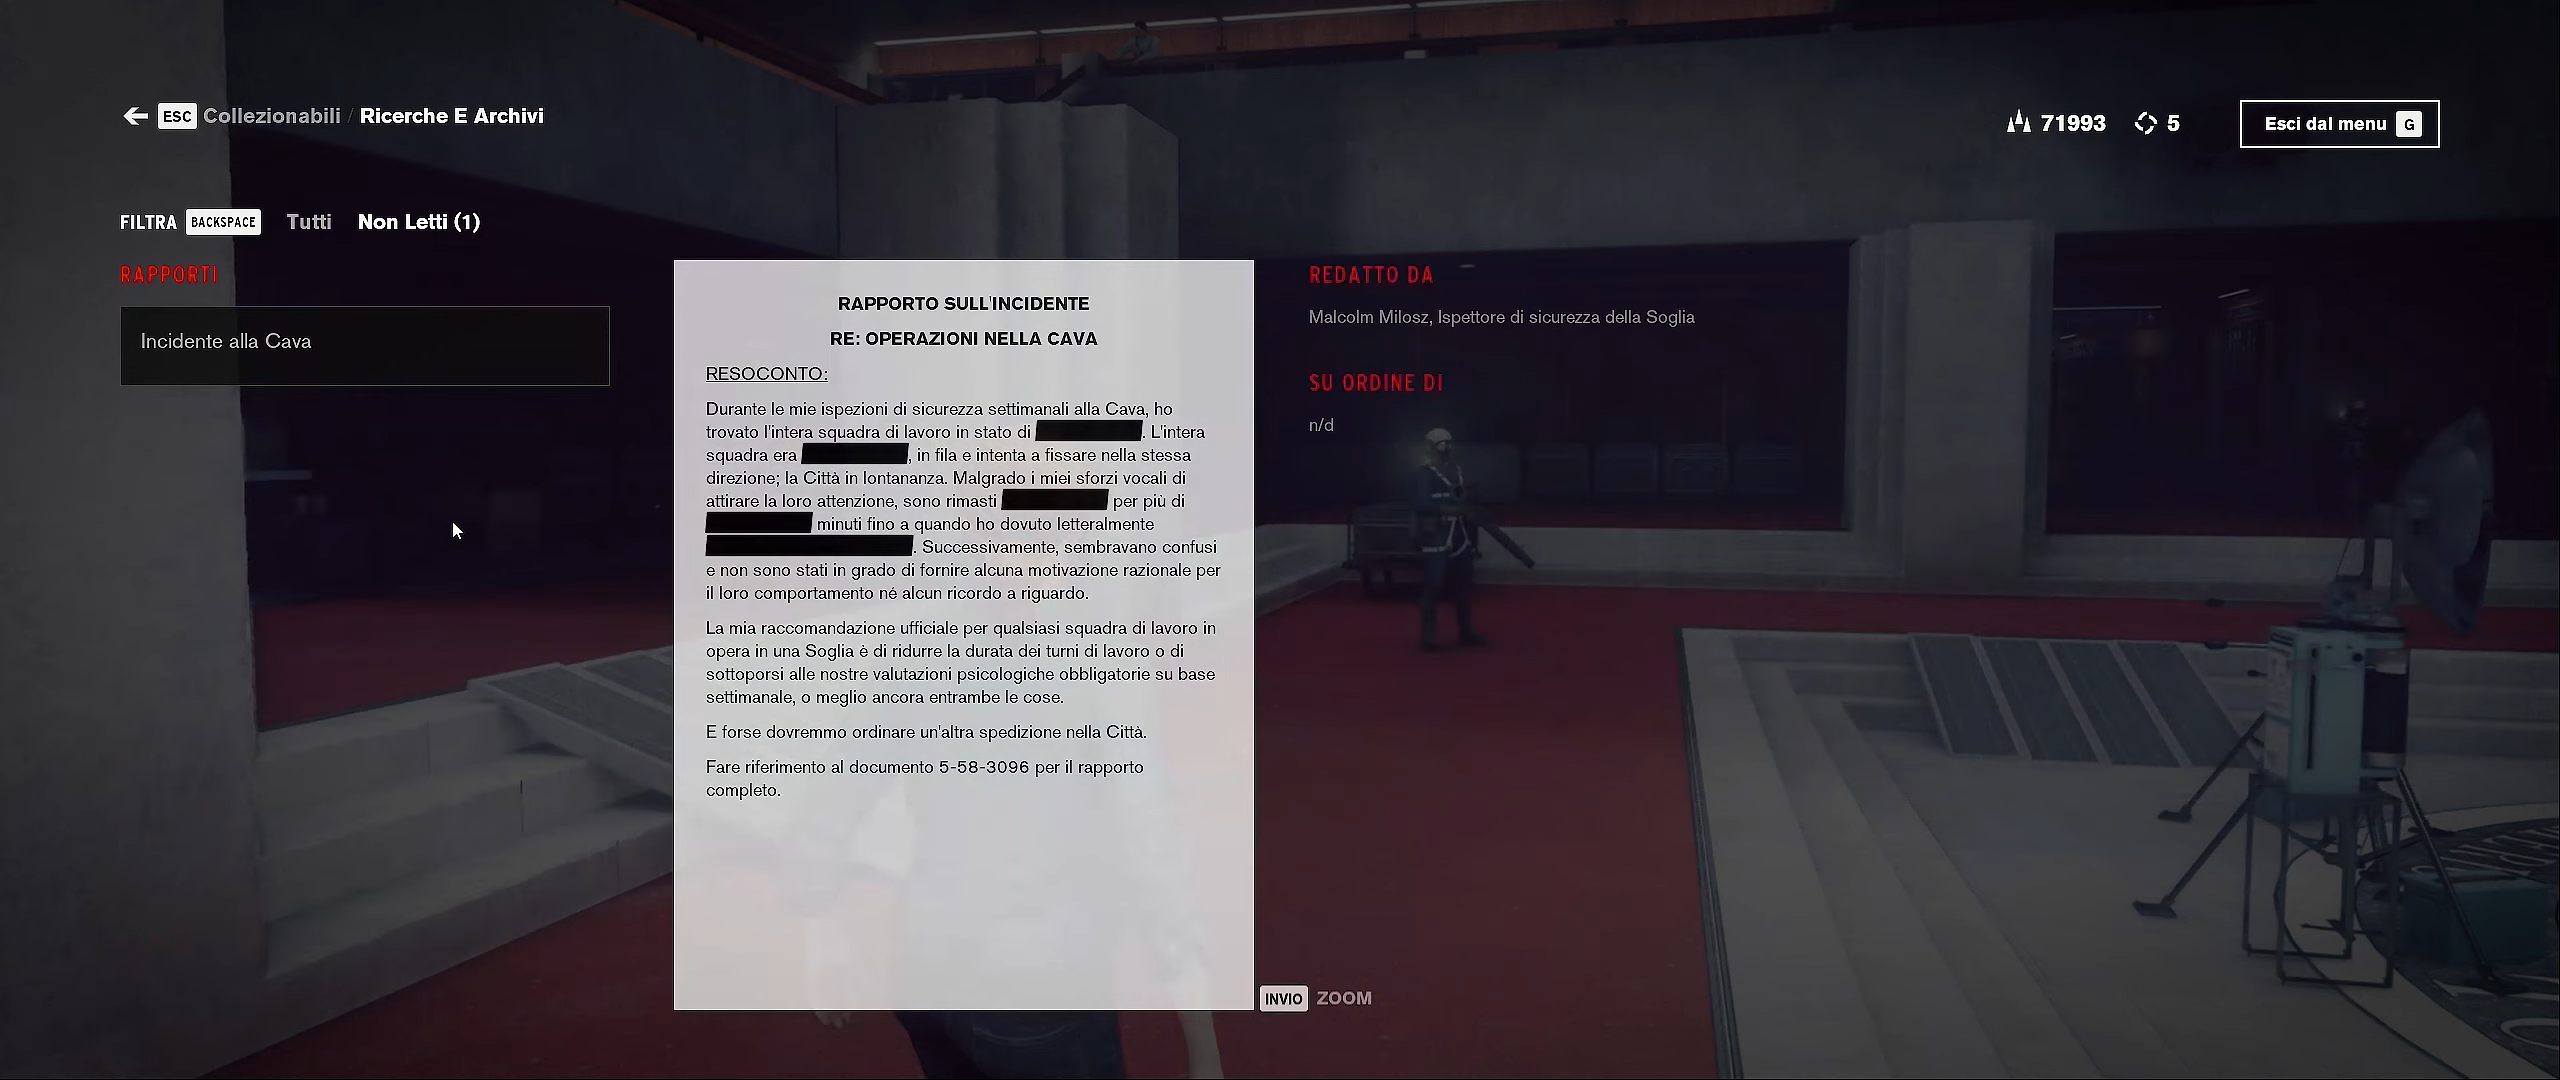 ESC Collezionabili / Ricerche E Archivi
71993 5 Esci dal menu G
FILTRA BACKSPACE Tutti Non Letti (1)
RAPPORTI
Incidente alla Cava
RAPPORTO SULL'INCIDENTE
RE: OPERAZIONI NELLA CAVA
RESOCONTO:
Durante le mie ispezioni di sicurezza settimanali alla Cava, ho
trovato l'intera squadra di lavoro in stato di . L'intera
squadra era , in fila e intenta a fissare nella stessa
direzione; la Città in lontananza. Malgrado i miei sforzi vocali di
attirare la loro attenzione, sono rimasti per più di
minuti fino a quando ho dovuto letteralmente
. Successivamente, sembravano confusi
e non sono stati in grado di fornire alcuna motivazione razionale per
il loro comportamento né alcun ricordo a riguardo.
La mia raccomandazione ufficiale per qualsiasi squadra di lavoro in
opera in una Soglia è di ridurre la durata dei turni di lavoro o di
sottoporsi alle nostre valutazioni psicologiche obbligatorie su base
settimanale, o meglio ancora entrambe le cose.
E forse dovremmo ordinare un'altra spedizione nella Città.
Fare riferimento al documento 5-58-3096 per il rapporto
completo.
REDATTO DA
Malcolm Milosz, Ispettore di sicurezza della Soglia
SU ORDINE DI
n/d
INVIO ZOOM